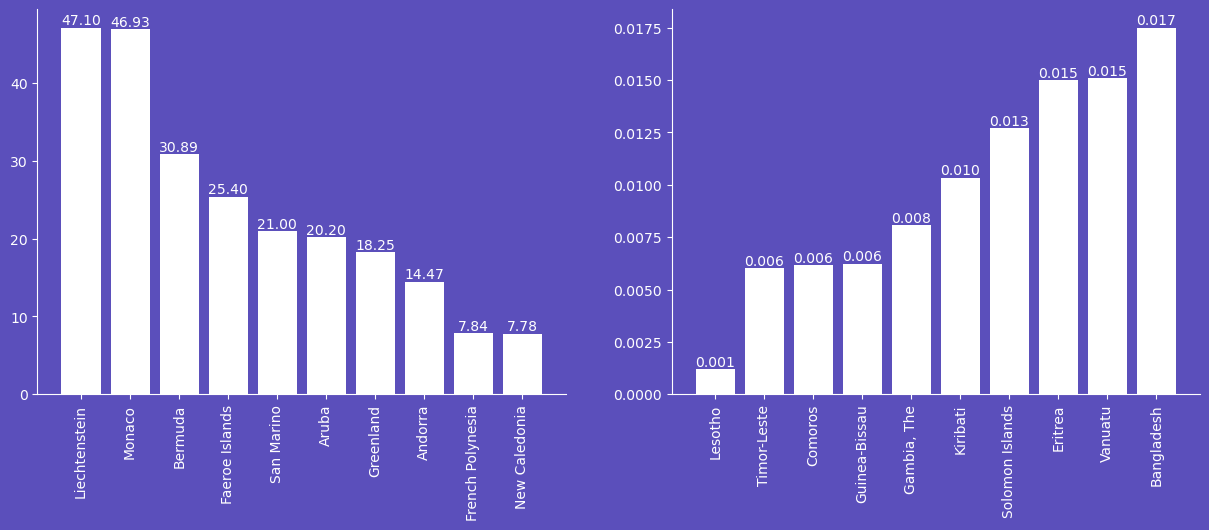 47.10
46.93
30.89
25.40
21.00
20.20
18.25
14.47
7.84
7.78
40
30
20
10
0
Liechtenstein
Monaco
Bermuda
Faeroe Islands
San Marino
Aruba
Greenland
Andorra
French Polynesia
New Caledonia
0.001
0.006
0.006
0.006
0.008
0.010
0.013
0.015
0.015
0.017
0.0175
0.0150
0.0125
0.0100
0.0075
0.0050
0.0025
0.0000
Lesotho
Timor-Leste
Comoros
Guinea-Bissau
Gambia, The
Kiribati
Solomon Islands
Eritrea
Vanuatu
Bangladesh